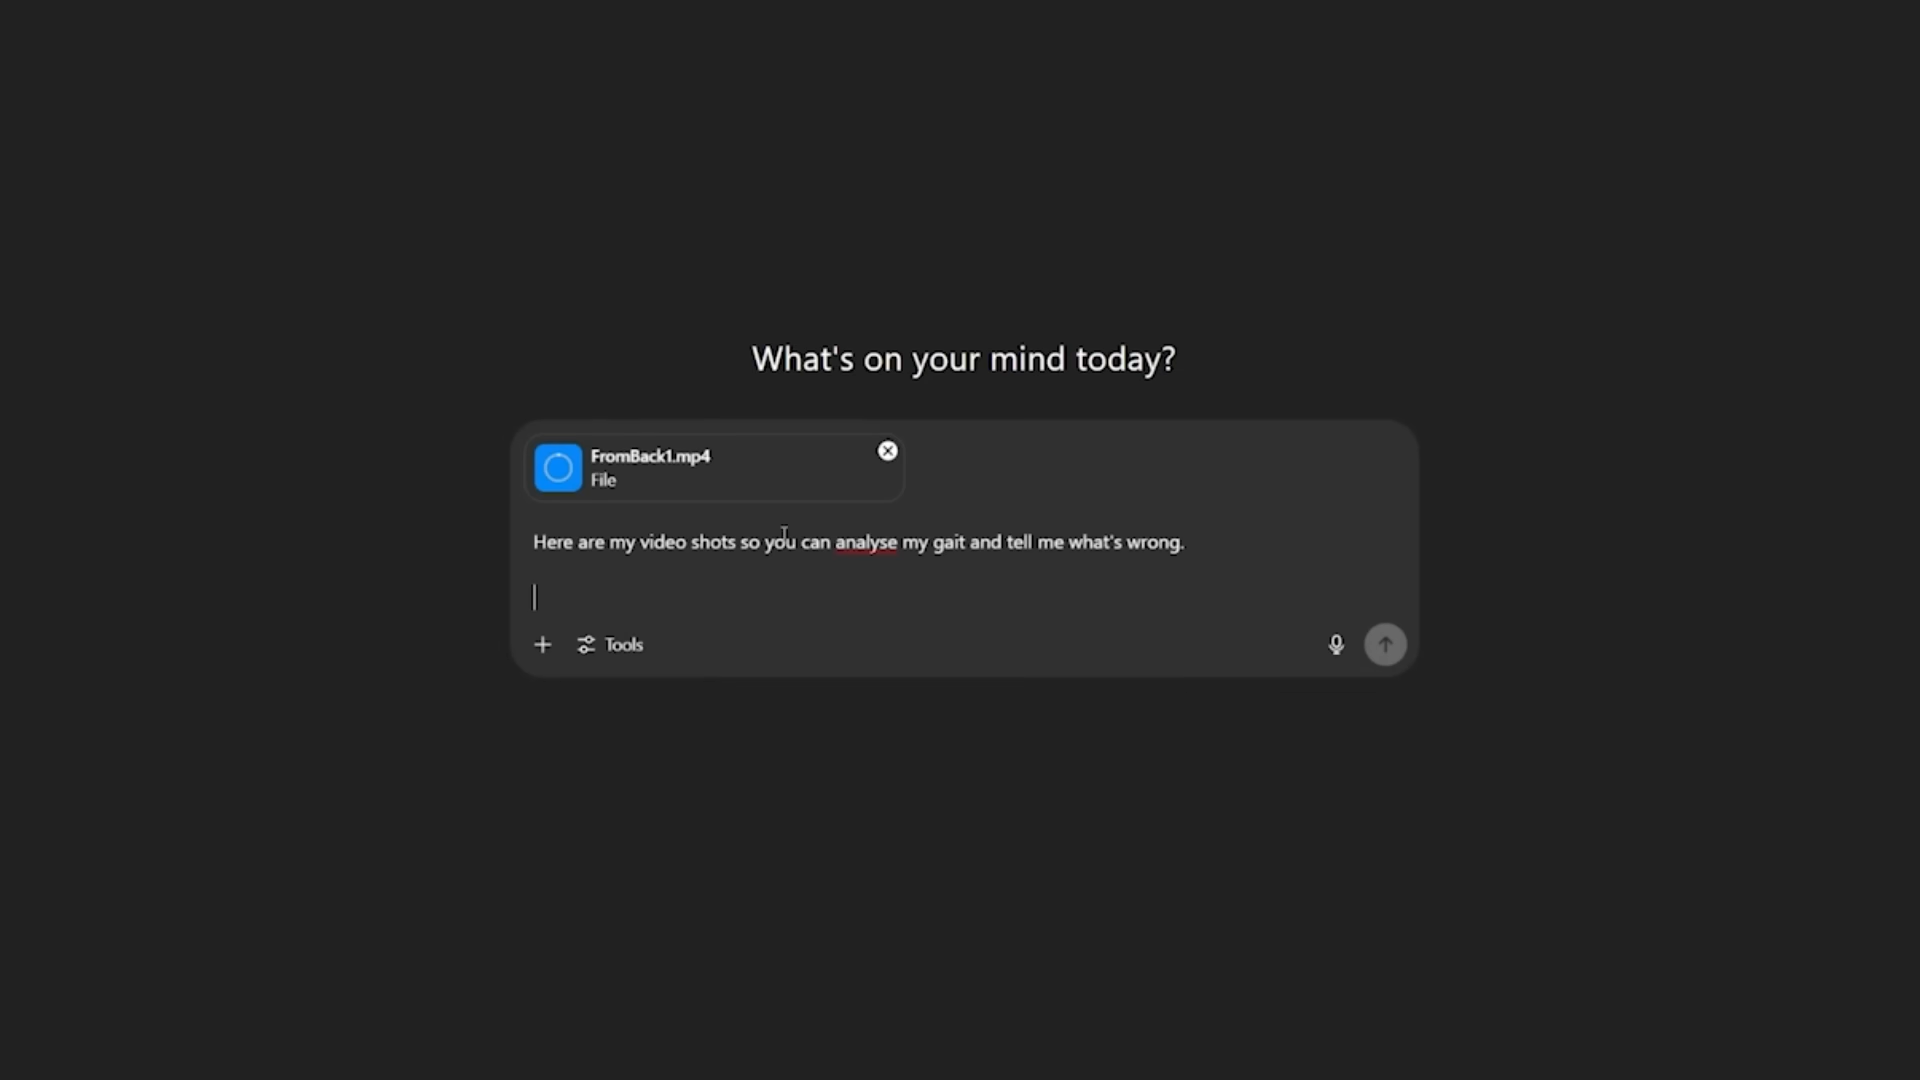 What's on your mind today?
FromBack1.mp4
File
Here are my video shots so you can analyse my gait and tell me what's wrong.
Tools